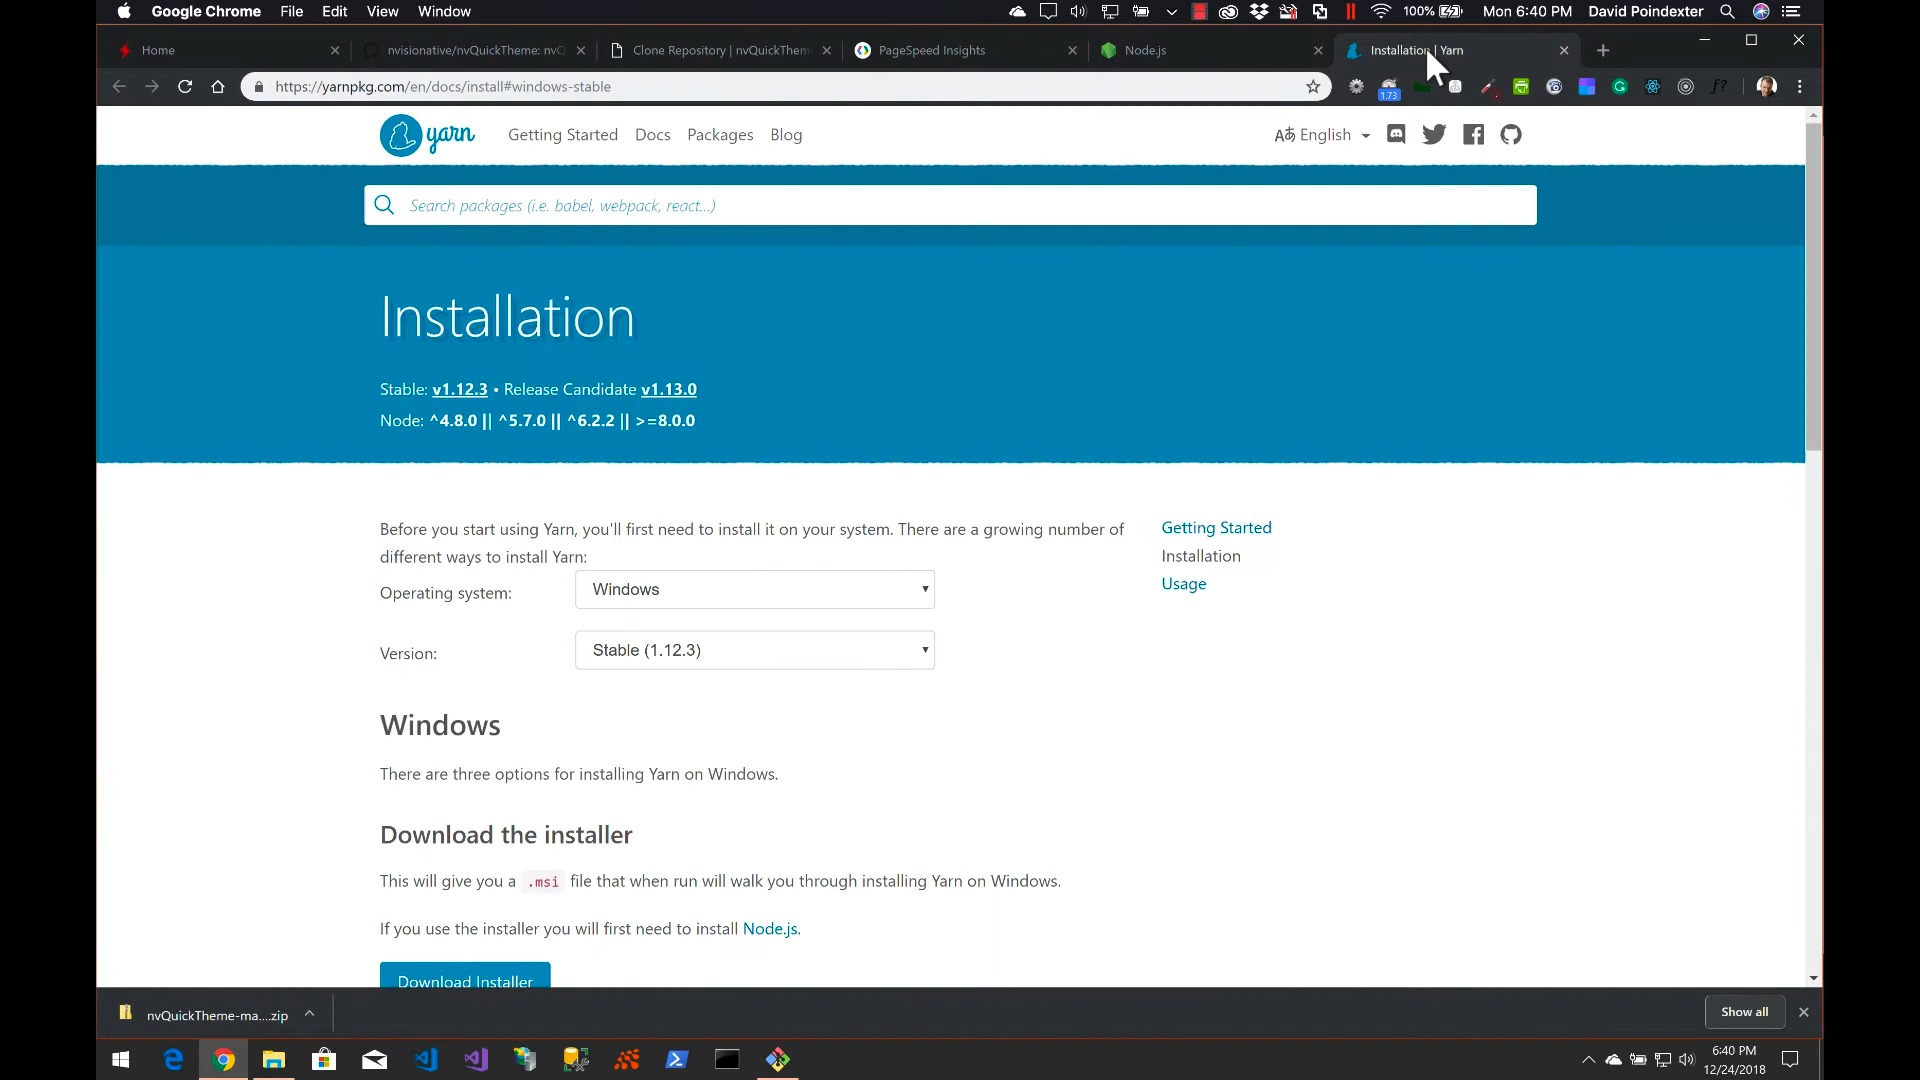 Google Chrome File Edit View Window 100% Mon 6:40 PM David Poindexter
Home nvisionative/nvQuickTheme: nvQ Clone Repository | nvQuickThem PageSpeed Insights Node.js Installation | Yarn
https://yarnpkg.com/en/docs/install#windows-stable 1.73 f?
yarn Getting Started Docs Packages Blog English
Search packages (i.e. babel, webpack, react...)
Installation
Stable: v1.12.3 • Release Candidate v1.13.0
Node: ^4.8.0 || ^5.7.0 || ^6.2.2 || >=8.0.0
Before you start using Yarn, you'll first need to install it on your system. There are a growing number of
different ways to install Yarn:
Operating system: Windows
Version: Stable (1.12.3)
Getting Started
Installation
Usage
Windows
There are three options for installing Yarn on Windows.
Download the installer
This will give you a .msi file that when run will walk you through installing Yarn on Windows.
If you use the installer you will first need to install Node.js.
Download Installer
nvQuickTheme-ma....zip Show all
6:40 PM
12/24/2018